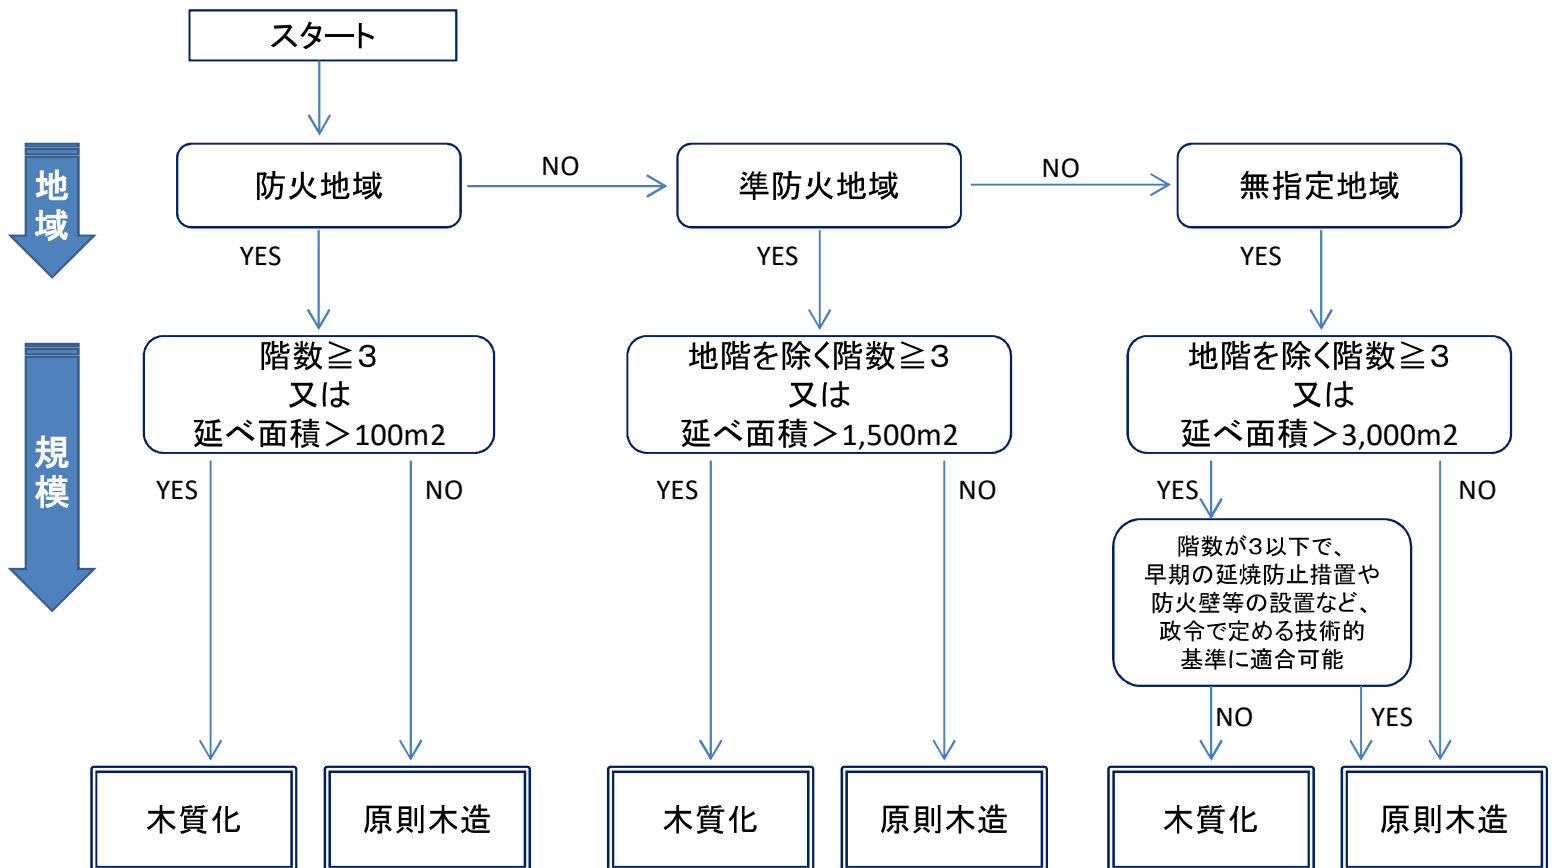 スタート
地域
防火地域
NO
準防火地域
NO
無指定地域
YES
YES
YES
規模
階数≧3
又は
延べ面積＞100m2
地階を除く階数≧3
又は
延べ面積＞1,500m2
地階を除く階数≧3
又は
延べ面積＞3,000m2
YES
NO
YES
NO
YES
NO
階数が3以下で、
早期の延焼防止措置や
防火壁等の設置など、
政令で定める技術的
基準に適合可能
NO
YES
木質化
原則木造
木質化
原則木造
木質化
原則木造